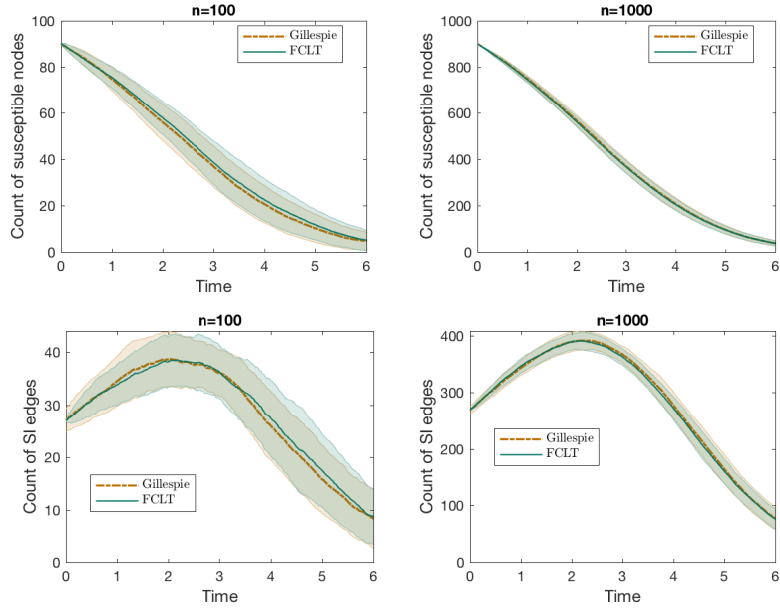 n=100
Count of susceptible nodes
100
80
60
40
20
0
Gillespie
FCLT
0 1 2 3 4 5 6
Time
n=1000
Count of susceptible nodes
1000
800
600
400
200
0
Gillespie
FCLT
0 1 2 3 4 5 6
Time
n=100
Count of SI edges
40
30
20
10
0
Gillespie
FCLT
0 1 2 3 4 5 6
Time
n=1000
Count of SI edges
400
300
200
100
0
Gillespie
FCLT
0 1 2 3 4 5 6
Time